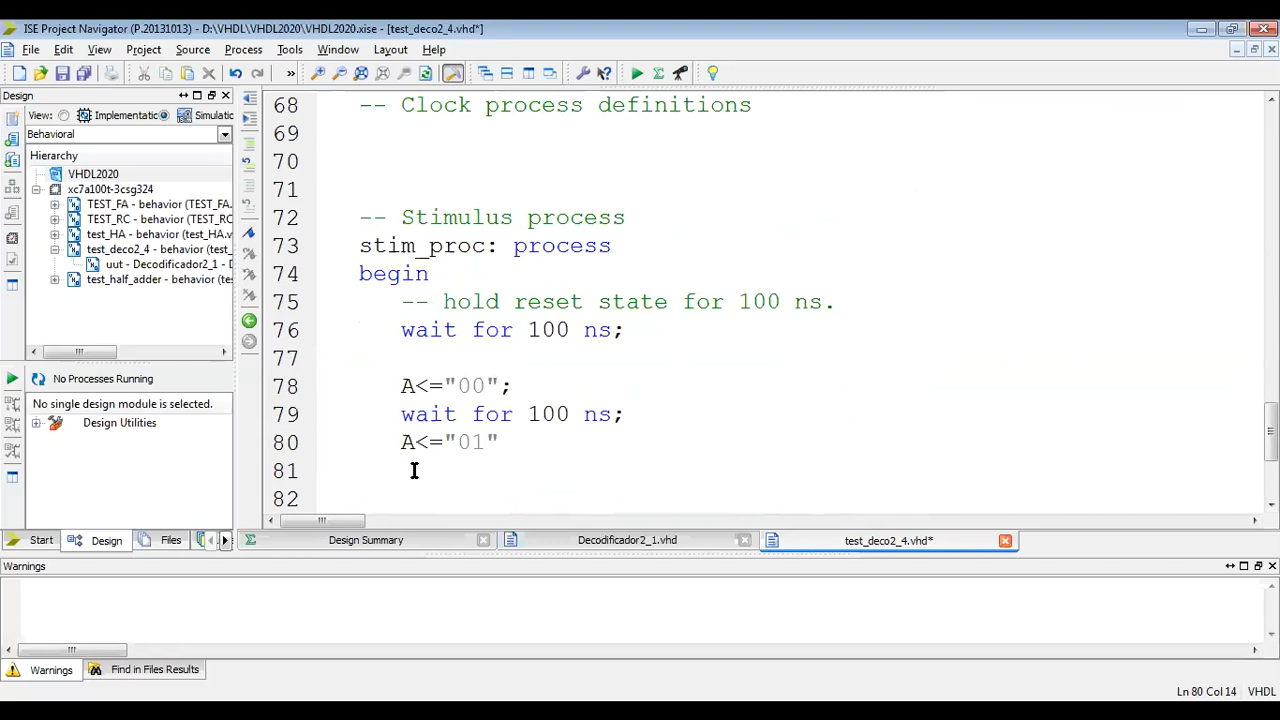 ISE Project Navigator (P.20131013) - D:\VHDL\VHDL2020\VHDL2020.xise - [test_deco2_4.vhd*]
File Edit View Project Source Process Tools Window Layout Help
Design
View: Implementatic Simulatic
Behavioral
Hierarchy
VHDL2020
xc7a100t-3csg324
TEST_FA - behavior (TEST_FA.
TEST_RC - behavior (TEST_RC
test_HA - behavior (test_HA.v
test_deco2_4 - behavior (test_
uut - Decodificador2_1 - D
test_half_adder - behavior (te
No Processes Running
No single design module is selected.
Design Utilities
68 -- Clock process definitions
69
70
71
72 -- Stimulus process
73 stim_proc: process
74 begin
75 -- hold reset state for 100 ns.
76 wait for 100 ns;
77
78 A<="00";
79 wait for 100 ns;
80 A<="01"
81
82
Start Design Files
Design Summary Decodificador2_1.vhd test_deco2_4.vhd*
Warnings
Warnings Find in Files Results
Ln 80 Col 14 VHDL